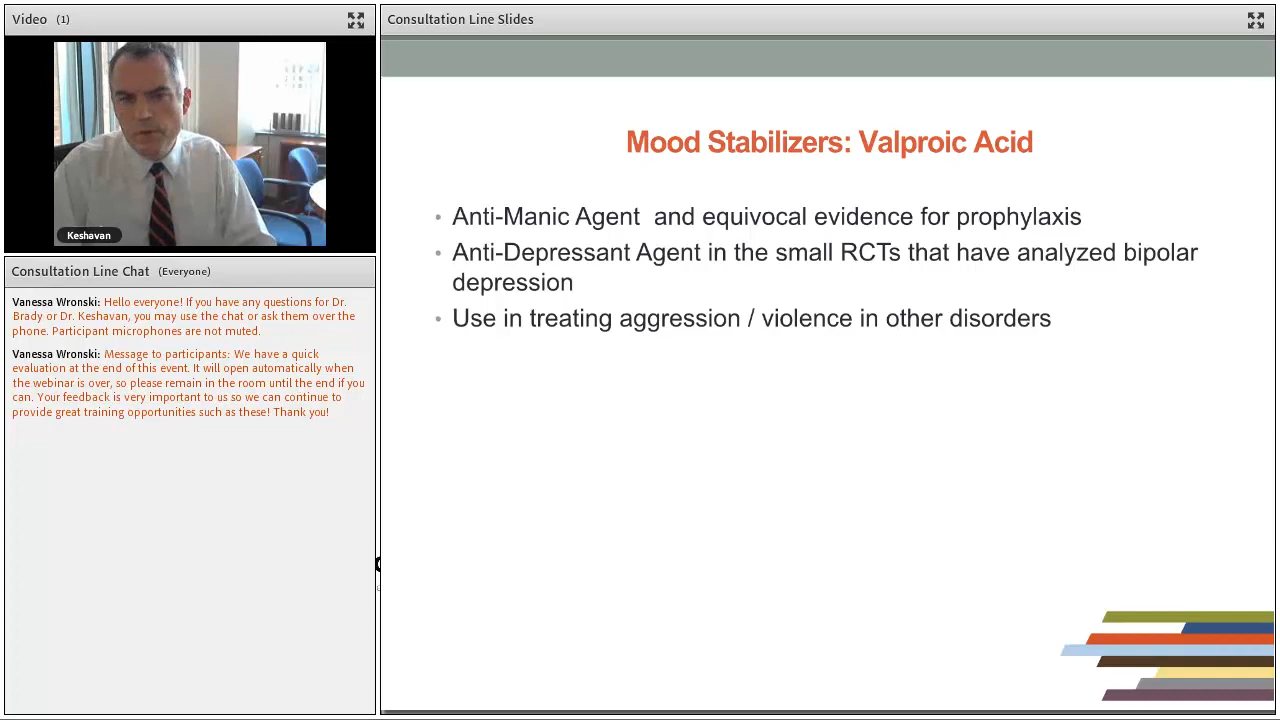 Video (1)
Keshavan
Consultation Line Chat (Everyone)
Vanessa Wronski: Hello everyone! If you have any questions for Dr.
Brady or Dr. Keshavan, you may use the chat or ask them over the
phone. Participant microphones are not muted.
Vanessa Wronski: Message to participants: We have a quick
evaluation at the end of this event. It will open automatically when
the webinar is over, so please remain in the room until the end if you
can. Your feedback is very important to us so we can continue to
provide great training opportunities such as these! Thank you!
Consultation Line Slides
Mood Stabilizers: Valproic Acid
• Anti-Manic Agent  and equivocal evidence for prophylaxis
• Anti-Depressant Agent in the small RCTs that have analyzed bipolar
depression
• Use in treating aggression / violence in other disorders